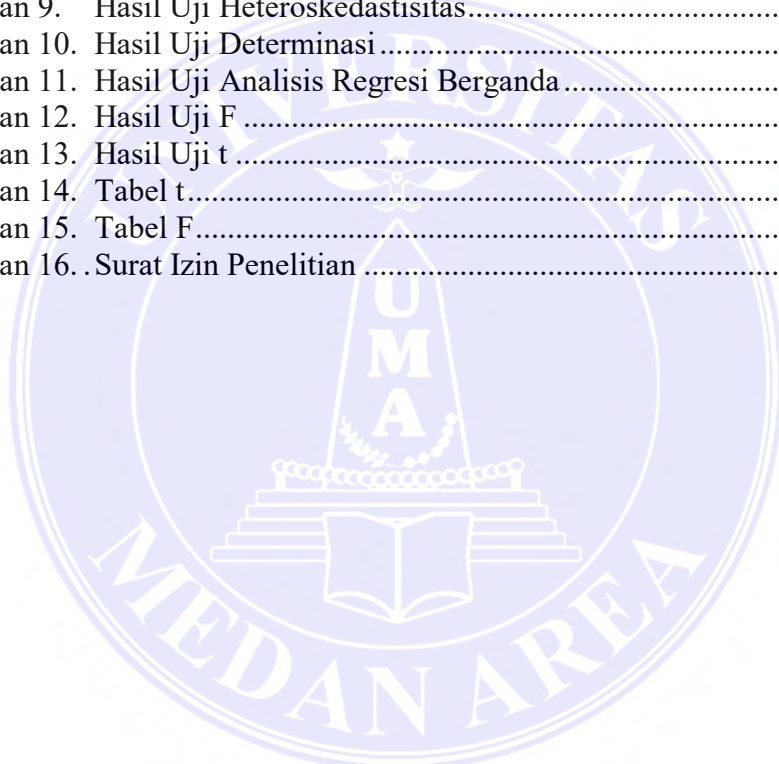 an 9. Hasil Uji Heteroskedastisitas......................................
an 10. Hasil Uji Determinasi.................................................
an 11. Hasil Uji Analisis Regresi Berganda..........................
an 12. Hasil Uji F .......................................................
an 13. Hasil Uji t .......................................................
an 14. Tabel t............................................................
an 15. Tabel F...........................................................
an 16. . Surat Izin Penelitian ................................................
UNIVERSITAS
U
M
A
MEDAN AREA